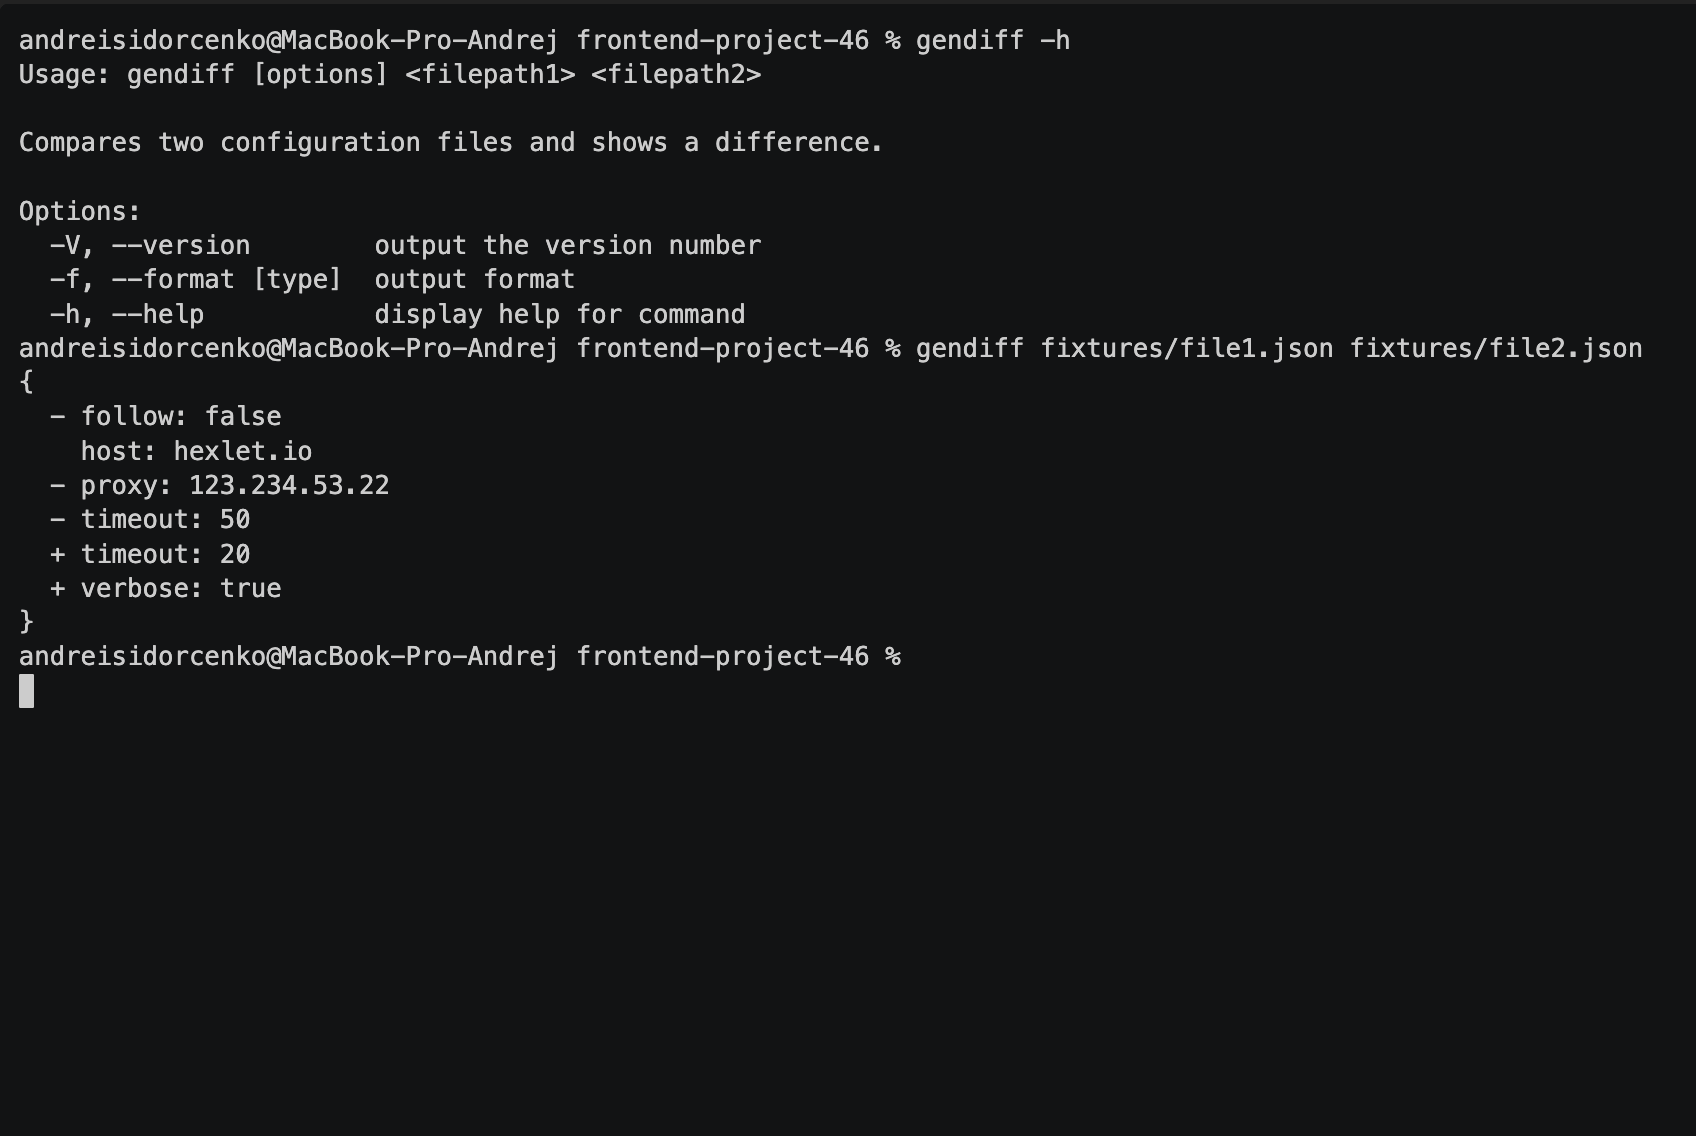 andreisidorcenko@MacBook-Pro-Andrej frontend-project-46 % gendiff -h
Usage: gendiff [options] <filepath1> <filepath2>

Compares two configuration files and shows a difference.

Options:
  -V, --version        output the version number
  -f, --format [type]  output format
  -h, --help           display help for command
andreisidorcenko@MacBook-Pro-Andrej frontend-project-46 % gendiff fixtures/file1.json fixtures/file2.json
{
  - follow: false
    host: hexlet.io
  - proxy: 123.234.53.22
  - timeout: 50
  + timeout: 20
  + verbose: true
}
andreisidorcenko@MacBook-Pro-Andrej frontend-project-46 %